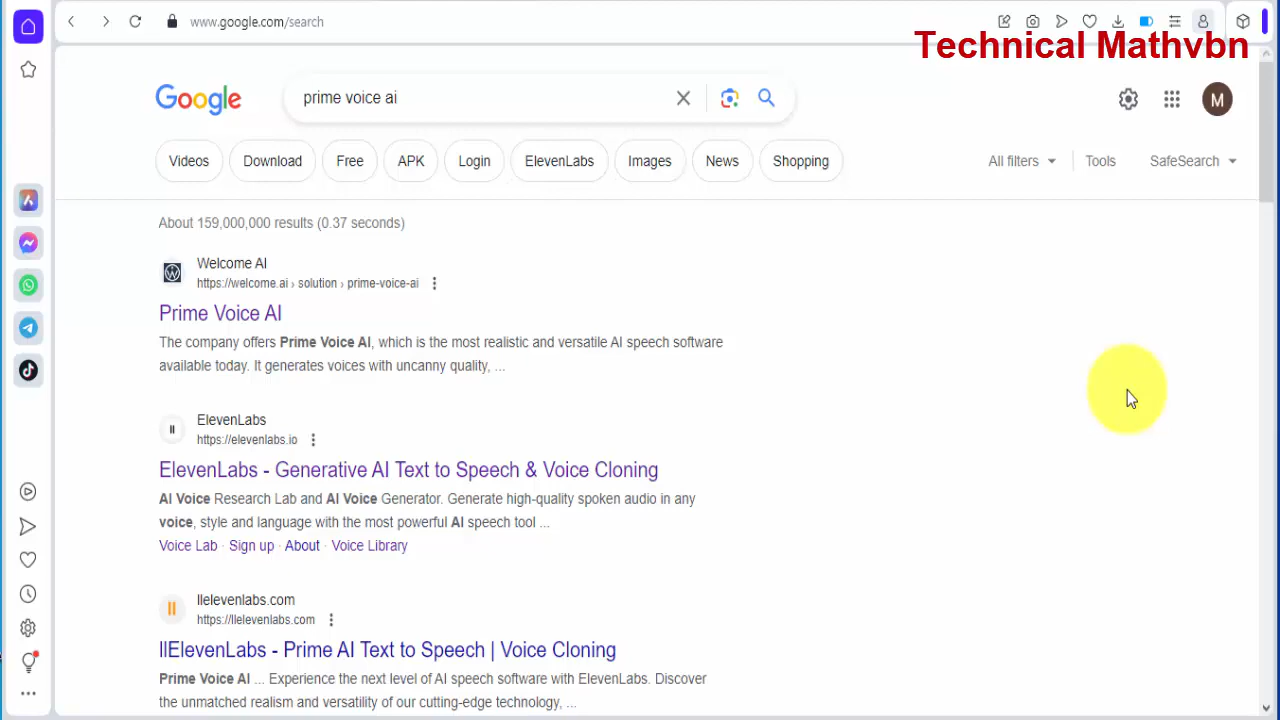 www.google.com/search
Technical Mathvbn
Google
prime voice ai
M
Videos
Download
Free
APK
Login
ElevenLabs
Images
News
Shopping
All filters
Tools
SafeSearch
About 159,000,000 results (0.37 seconds)
Welcome AI
https://welcome.ai › solution › prime-voice-ai
Prime Voice AI
The company offers Prime Voice AI, which is the most realistic and versatile AI speech software
available today. It generates voices with uncanny quality, ...
ElevenLabs
https://elevenlabs.io
ElevenLabs - Generative AI Text to Speech & Voice Cloning
AI Voice Research Lab and AI Voice Generator. Generate high-quality spoken audio in any
voice, style and language with the most powerful AI speech tool ...
Voice Lab · Sign up · About · Voice Library
llelevenlabs.com
https://llelevenlabs.com
llElevenLabs - Prime AI Text to Speech | Voice Cloning
Prime Voice AI ... Experience the next level of AI speech software with ElevenLabs. Discover
the unmatched realism and versatility of our cutting-edge technology, ...